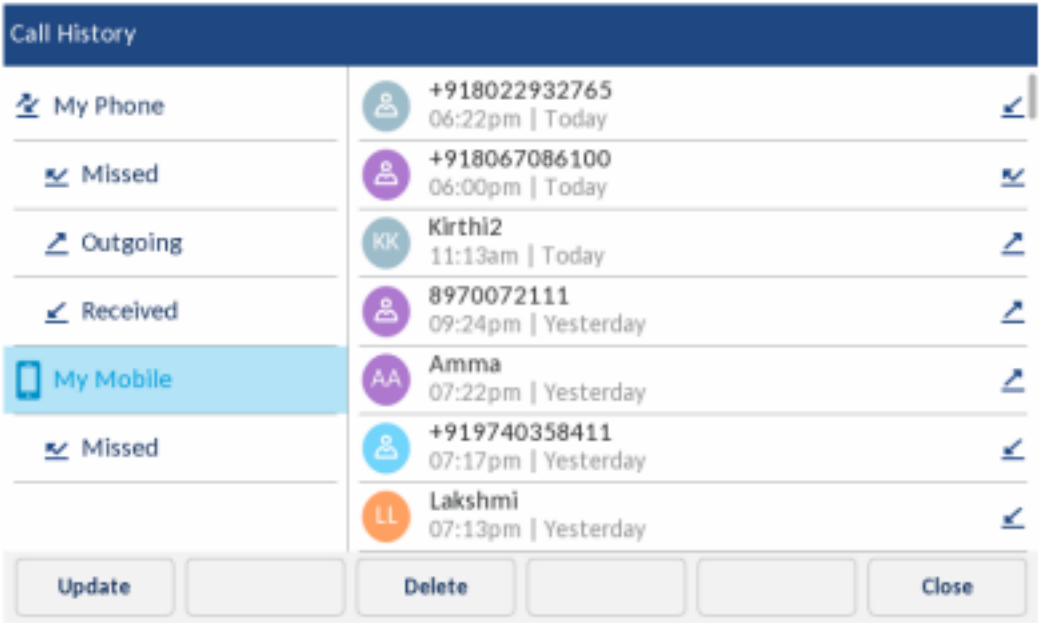 Call History
My Phone
Missed
Outgoing
Received
My Mobile
Missed
+918022932765
06:22pm | Today
+918067086100
06:00pm | Today
KK
Kirthi2
11:13am | Today
8970072111
09:24pm | Yesterday
AA
Amma
07:22pm | Yesterday
+919740358411
07:17pm | Yesterday
LL
Lakshmi
07:13pm | Yesterday
Update
Delete
Close